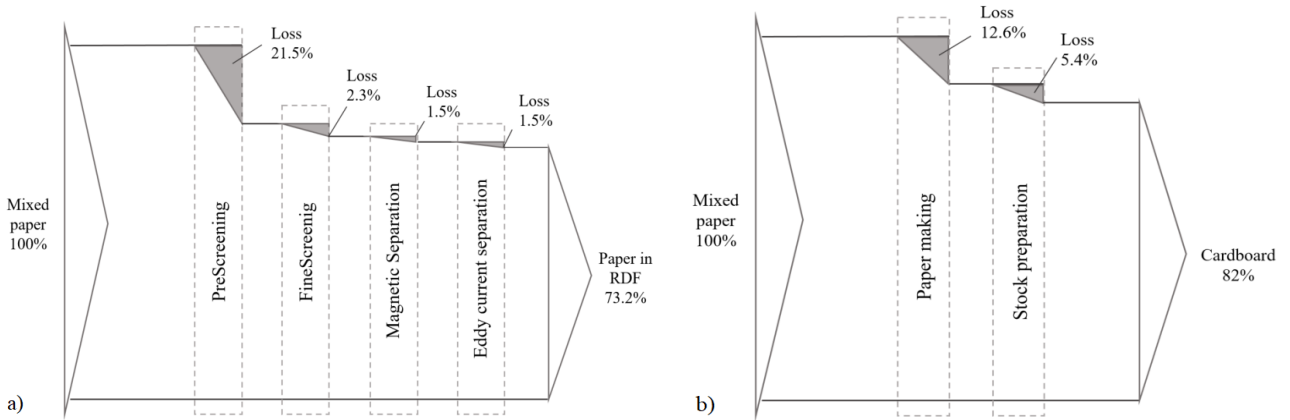 Mixed
paper
100%
PreScreening
Loss
21.5%
FineScreenig
Loss
2.3%
Magnetic Separation
Loss
1.5%
Eddy current separation
Loss
1.5%
Paper in
RDF
73.2%
a)
Mixed
paper
100%
Paper making
Loss
12.6%
Stock preparation
Loss
5.4%
Cardboard
82%
b)